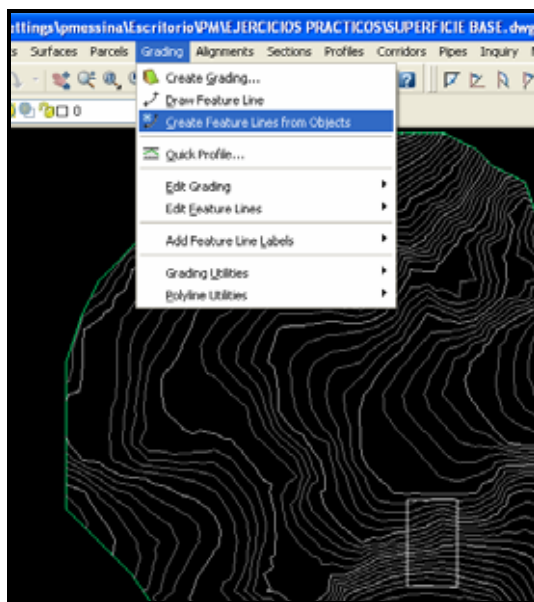 ettings\pmessina\Escritorio\PM\EJERCICIOS PRACTICOS\SUPERFICIE BASE.dwg
s Surfaces Parcels Grading Alignments Sections Profiles Corridors Pipes Inquiry
Create Grading...
Draw Feature Line
0
Create Feature Lines from Objects
Quick Profile...
Edit Grading
Edit Feature Lines
Add Feature Line Labels
Grading Utilities
Polyline Utilities